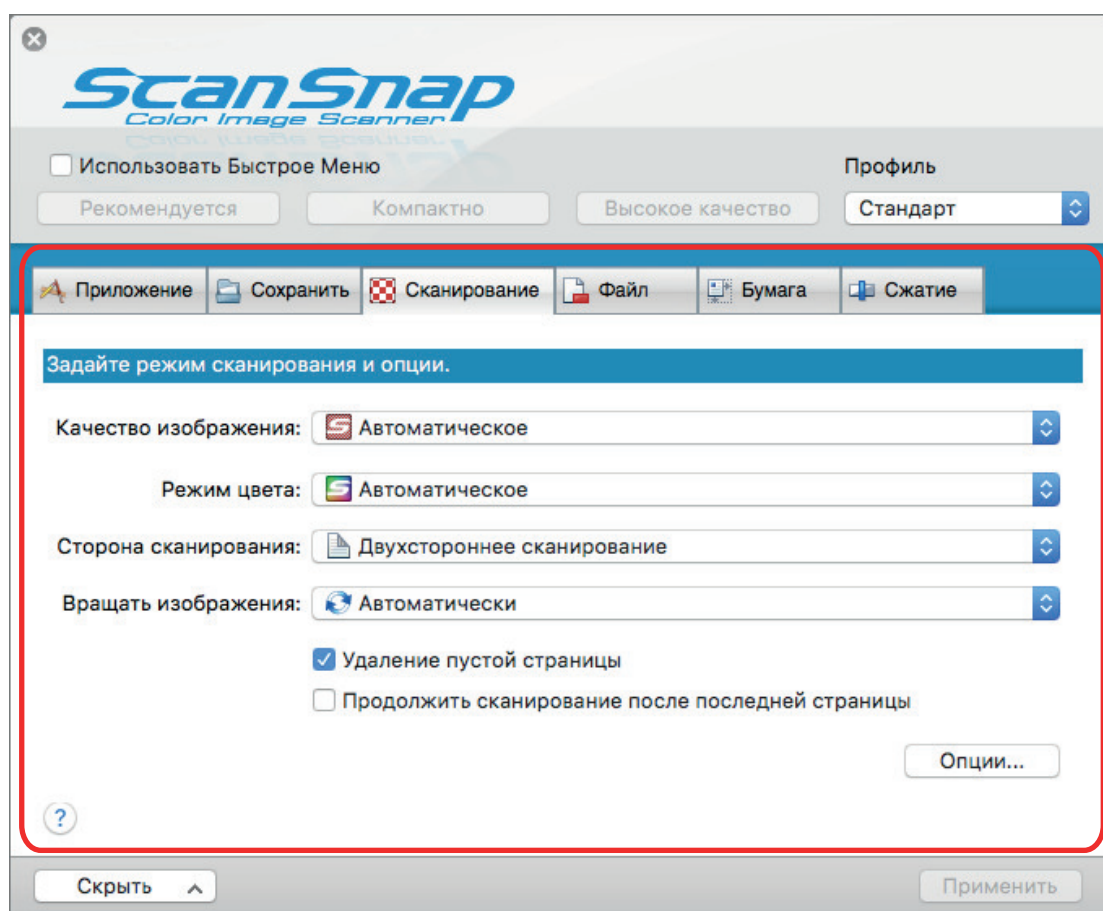 ScanSnap
Color Image Scanner
Использовать Быстрое Меню
Профиль
Рекомендуется Компактно Высокое качество Стандарт
Приложение Сохранить Сканирование Файл Бумага Сжатие
Задайте режим сканирования и опции.
Качество изображения: Автоматическое
Режим цвета: Автоматическое
Сторона сканирования: Двухстороннее сканирование
Вращать изображения: Автоматически
Удаление пустой страницы
Продолжить сканирование после последней страницы
Опции...
?
Скрыть Применить